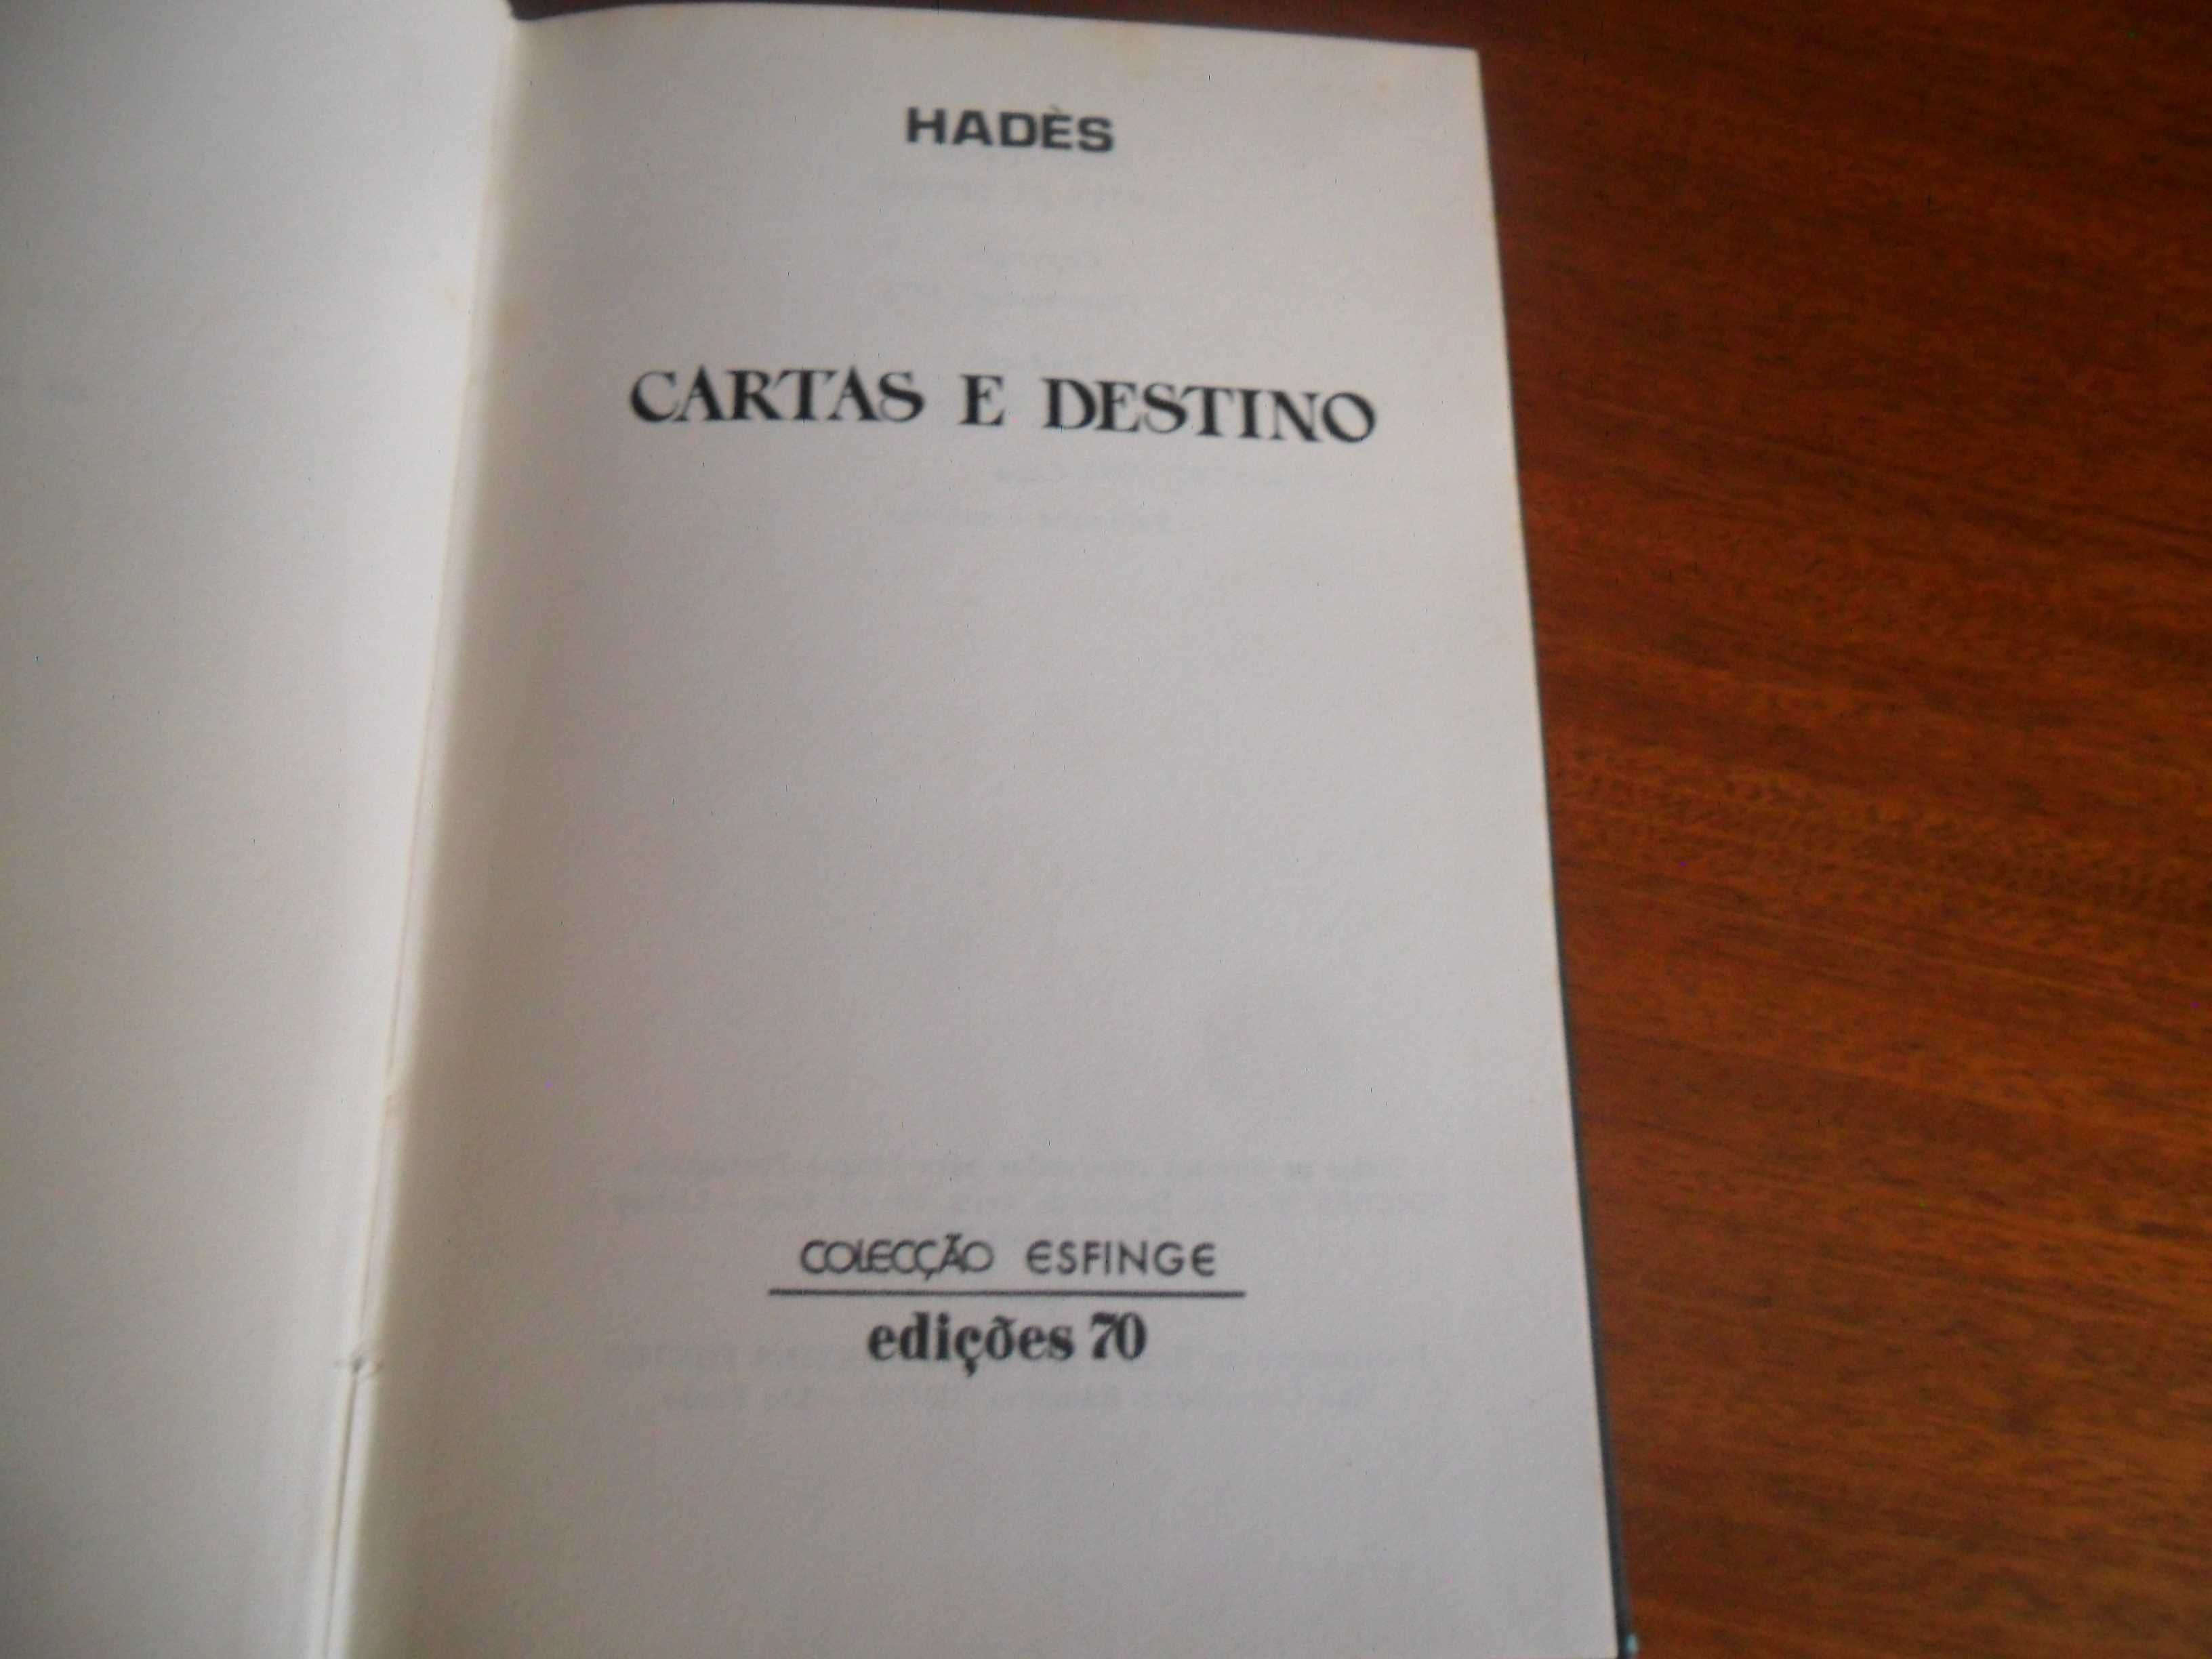 HADÈS
CARTAS E DESTINO
COLECÇÃO ESFINGE
edições 70